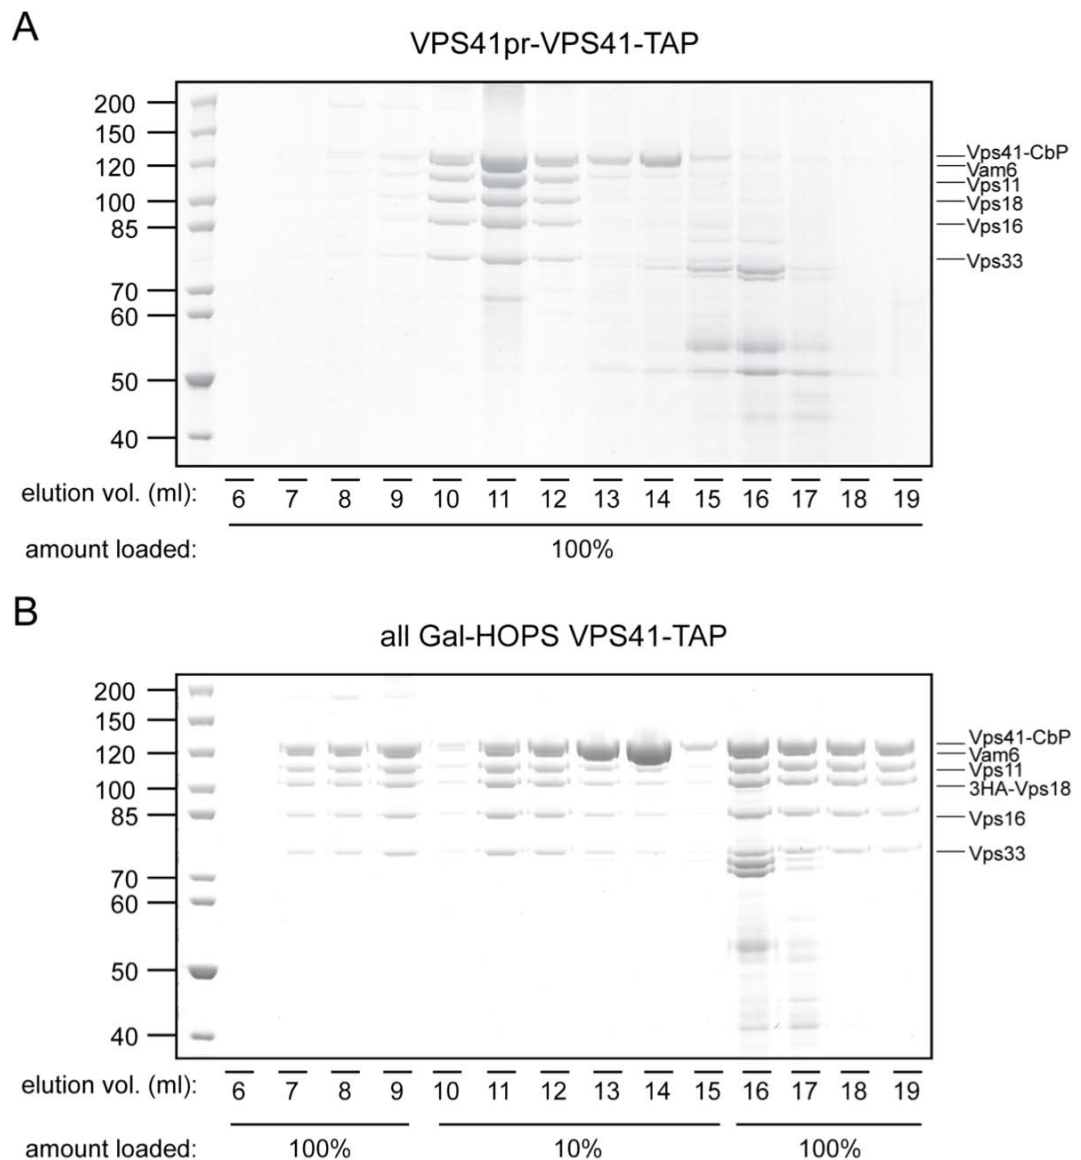 A
VPS41pr-VPS41-TAP
200
150
120
100
85
70
60
50
40
Vps41-CbP
Vam6
Vps11
Vps18
Vps16
Vps33
elution vol. (ml): 6 7 8 9 10 11 12 13 14 15 16 17 18 19
amount loaded: 100%
B
all Gal-HOPS VPS41-TAP
200
150
120
100
85
70
60
50
40
Vps41-CbP
Vam6
Vps11
3HA-Vps18
Vps16
Vps33
elution vol. (ml): 6 7 8 9 10 11 12 13 14 15 16 17 18 19
amount loaded: 100% 10% 100%